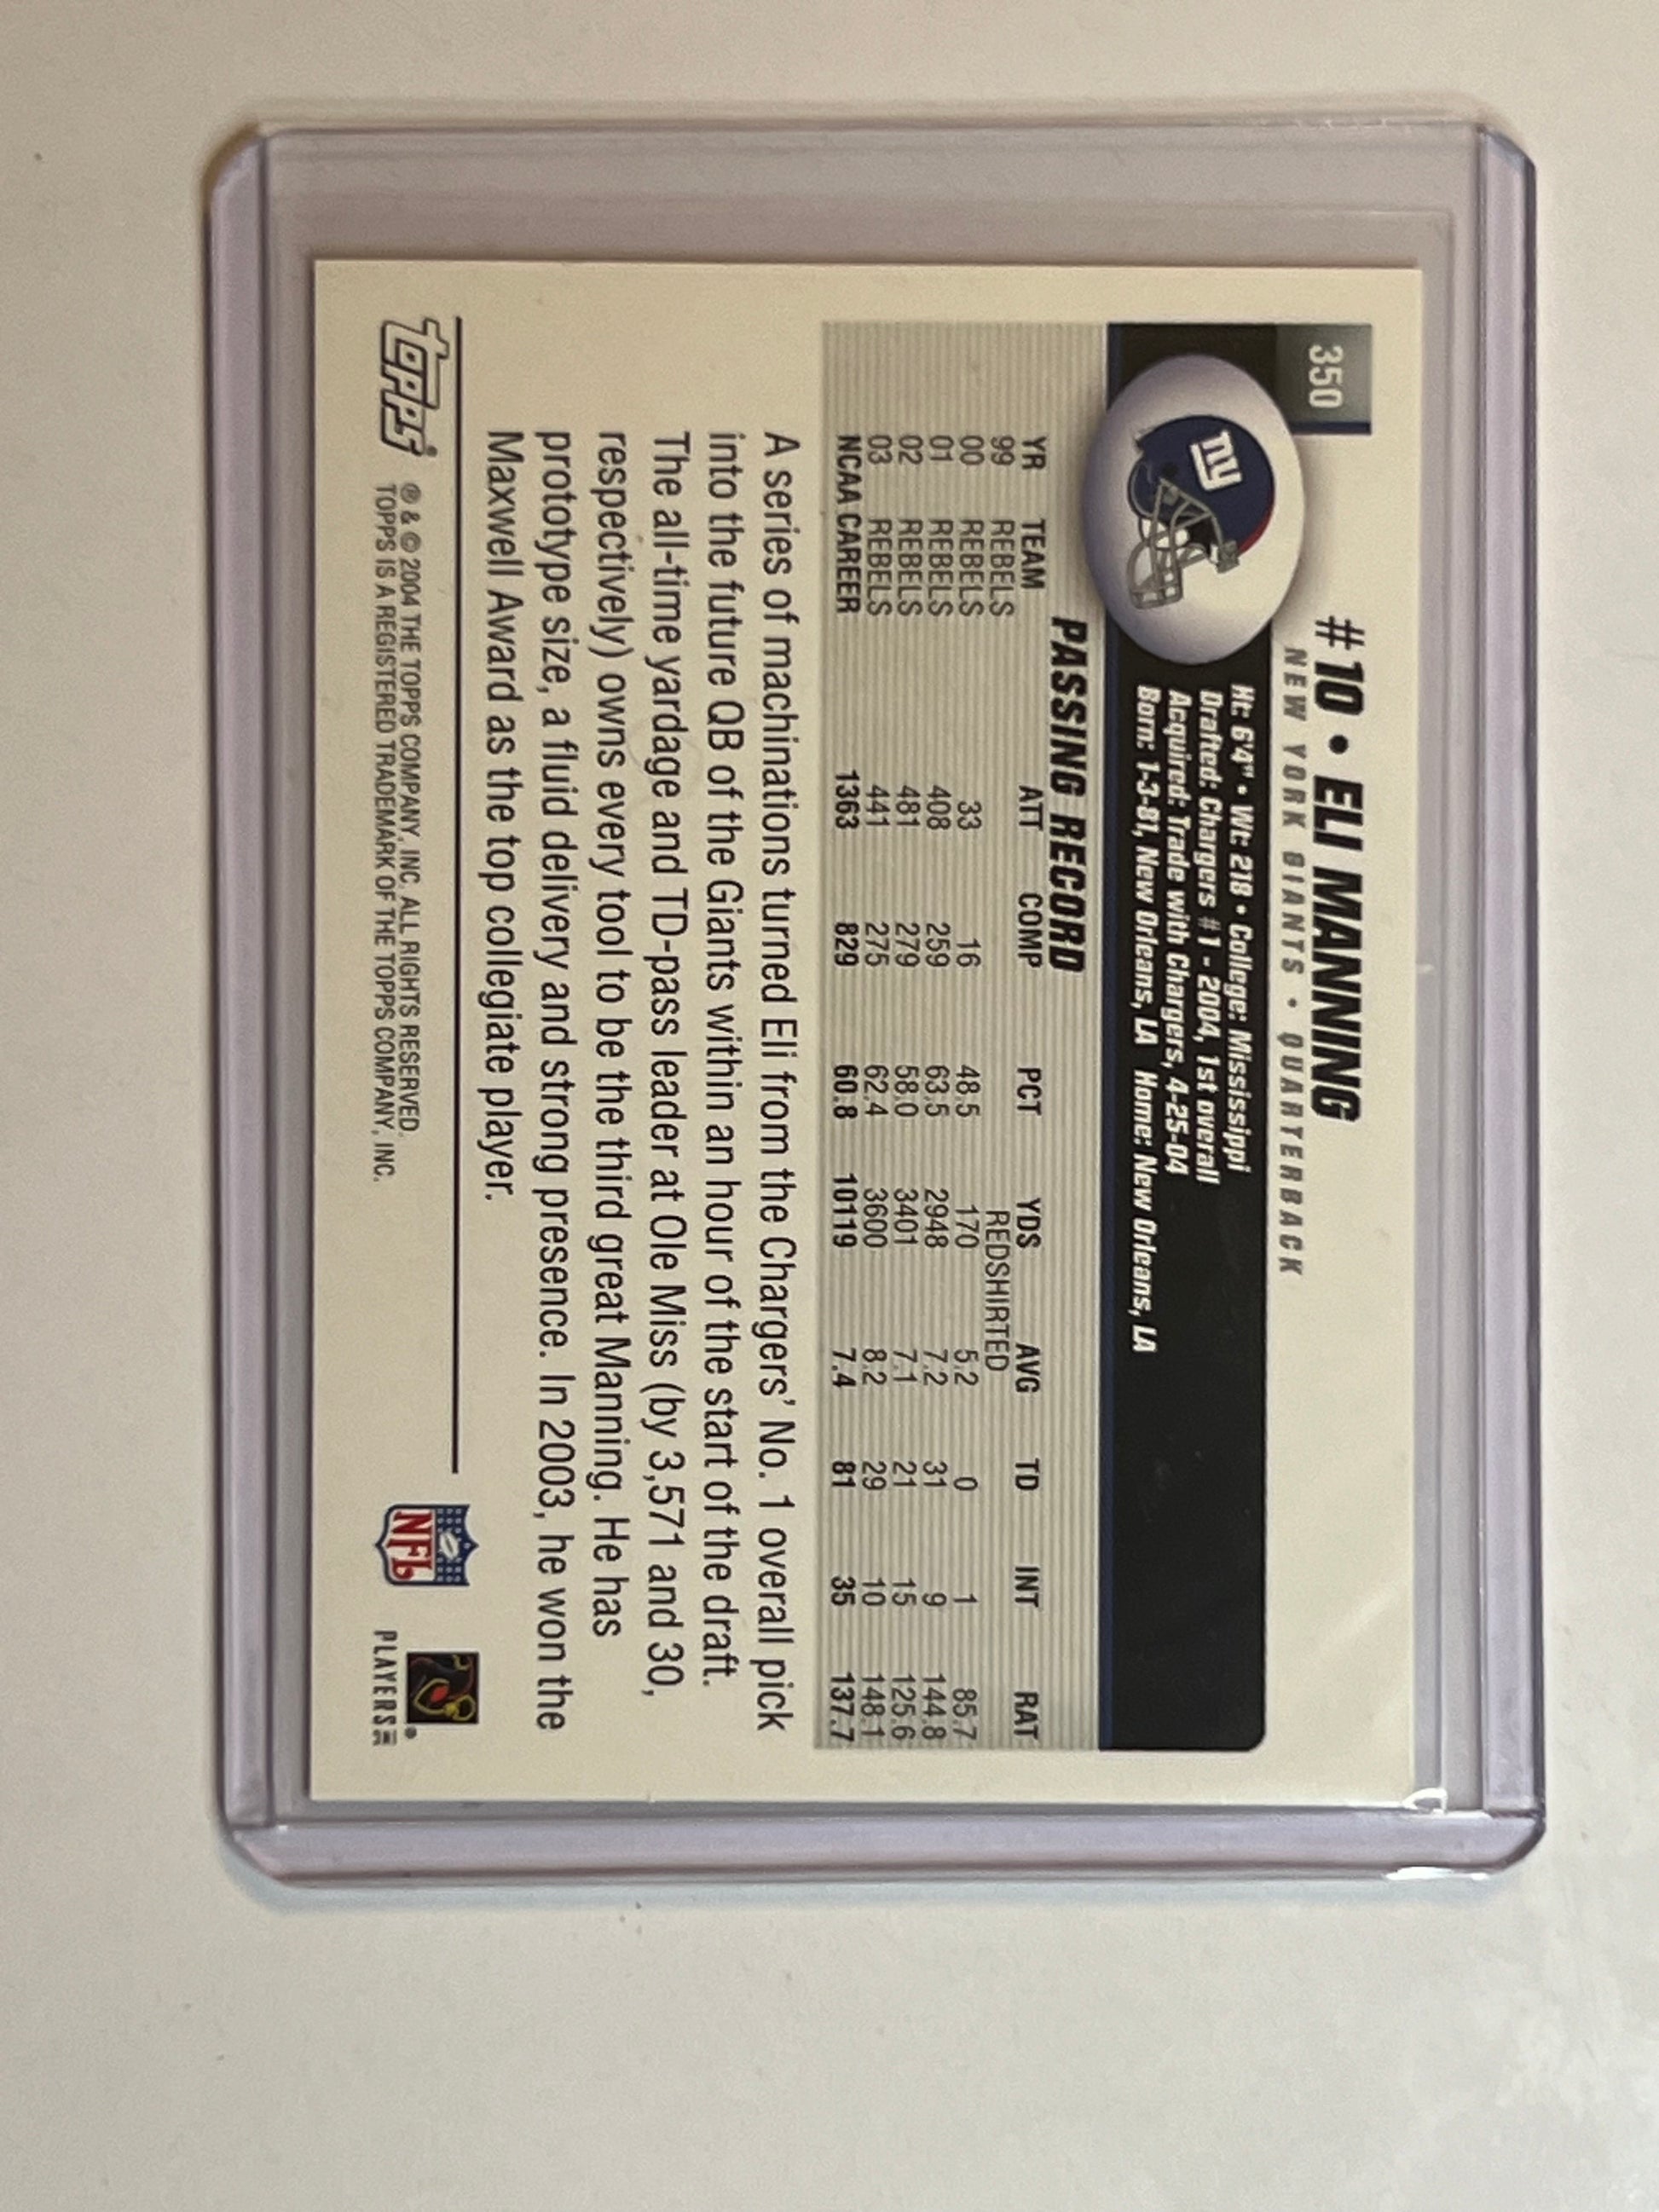 350
#10 • ELI MANNING
NEW YORK GIANTS • QUARTERBACK
ny
Ht: 6'4" • Wt: 218 • College: Mississippi
Drafted: Chargers #1 - 2004, 1st overall
Acquired: Trade with Chargers, 4-25-04
Born: 1-3-81, New Orleans, LA Home: New Orleans, LA
PASSING RECORD
YR TEAM ATT COMP PCT YDS AVG TD INT RAT
99 REBELS REDSHIRTED
00 REBELS 33 16 48.5 170 5.2 0 1 85.7
01 REBELS 408 259 63.5 2948 7.2 31 9 144.8
02 REBELS 481 279 58.0 3401 7.1 21 15 125.6
03 REBELS 441 275 62.4 3600 8.2 29 10 148.1
NCAA CAREER 1363 829 60.8 10119 7.4 81 35 137.7
A series of machinations turned Eli from the Chargers' No. 1 overall pick
into the future QB of the Giants within an hour of the start of the draft.
The all-time yardage and TD-pass leader at Ole Miss (by 3,571 and 30,
respectively) owns every tool to be the third great Manning. He has
prototype size, a fluid delivery and strong presence. In 2003, he won the
Maxwell Award as the top collegiate player.
TOPPS®
® & © 2004 THE TOPPS COMPANY, INC. ALL RIGHTS RESERVED.
TOPPS IS A REGISTERED TRADEMARK OF THE TOPPS COMPANY, INC.
NFL
PLAYERS